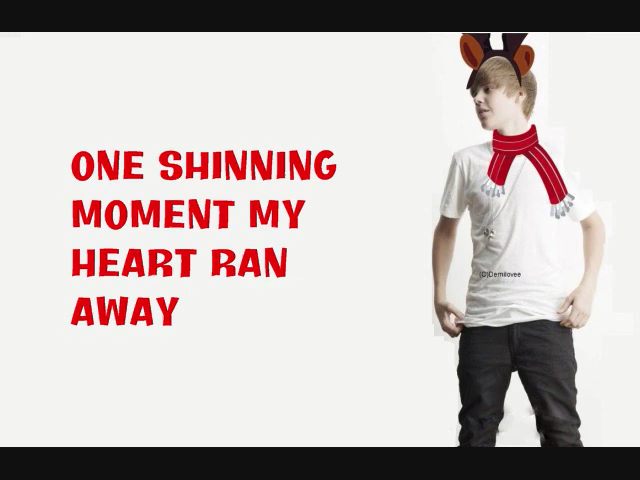 ONE SHINNING
MOMENT MY
HEART RAN
AWAY
(C)Demilovee